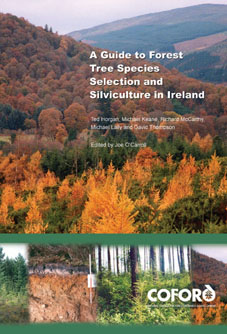 A Guide to Forest
Tree Species
Selection and
Silviculture in Ireland
Ted Horgan, Michael Keane, Richard McCarthy,
Michael Lally and David Thompson
Edited by Joe O'Carroll
COFORD